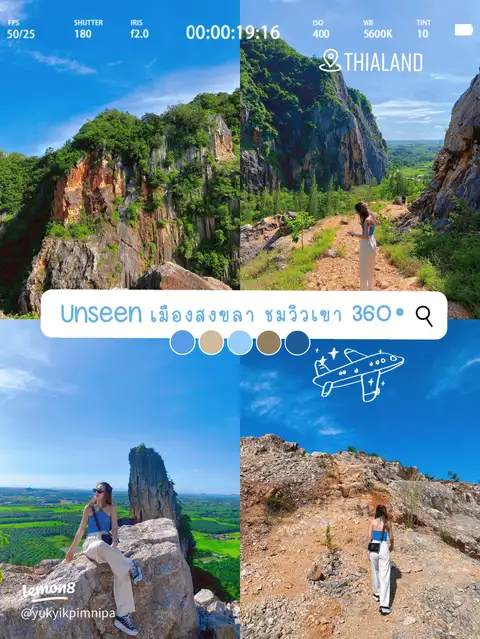 FPS
50/25
SHUTTER
180
IRIS
f2.0
00:00:19:16
ISO
400
WB
5600K
TINT
10
THIALAND
Unseen เมืองสงขลา ชมวิวเขา 360°
Lemon8
@yukyikpimnipa